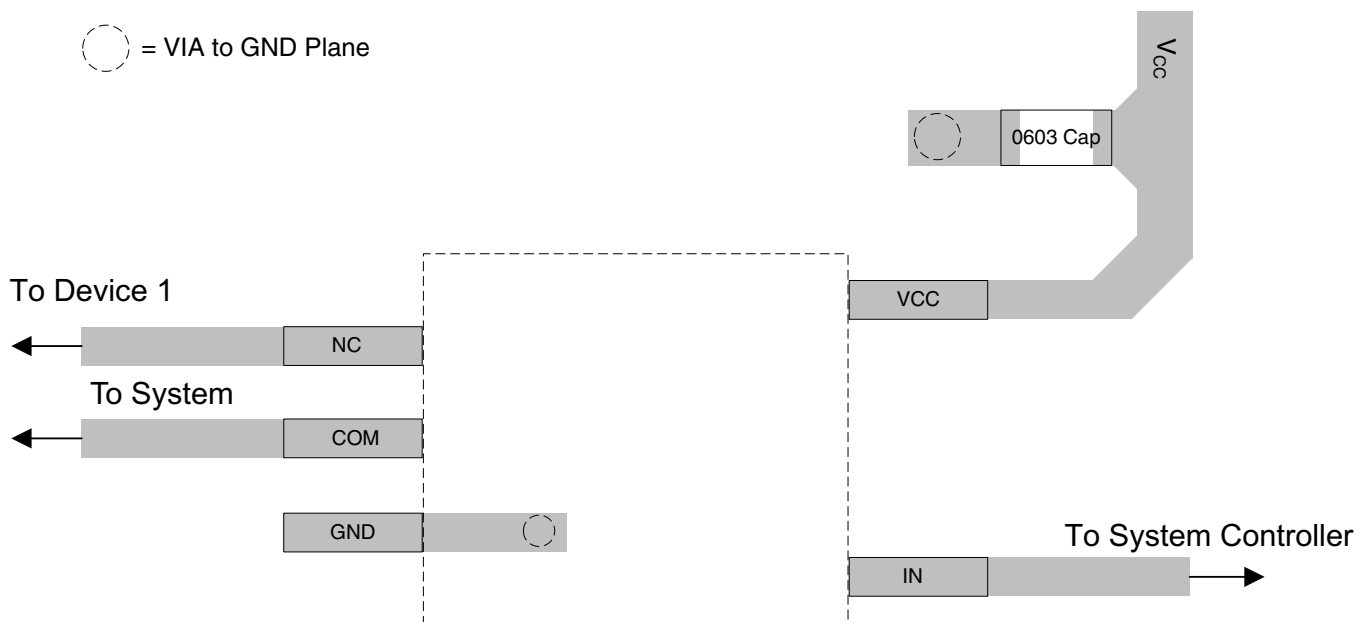 = VIA to GND Plane
VCC
0603 Cap
To Device 1
VCC
NC
To System
COM
GND
To System Controller
IN